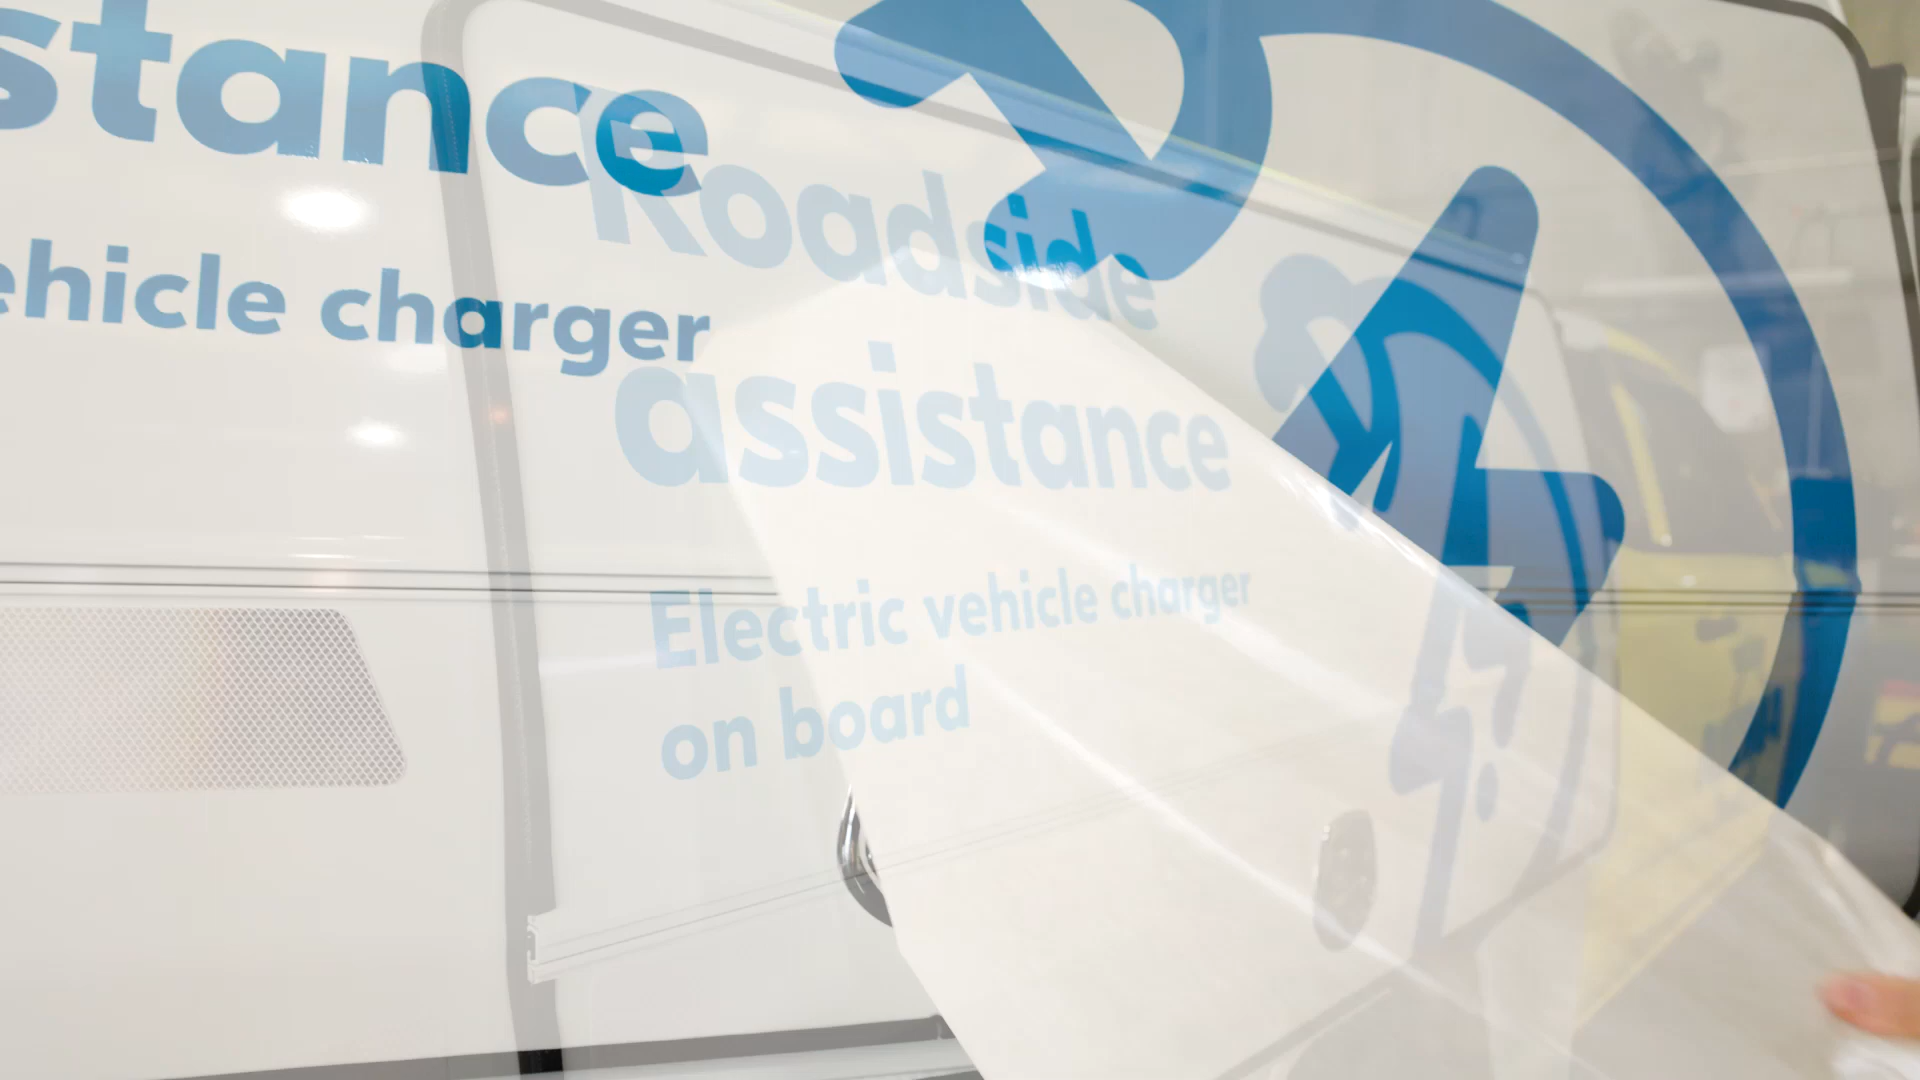 stance
ehicle charger
Roadside
assistance
Electric vehicle charger
on board